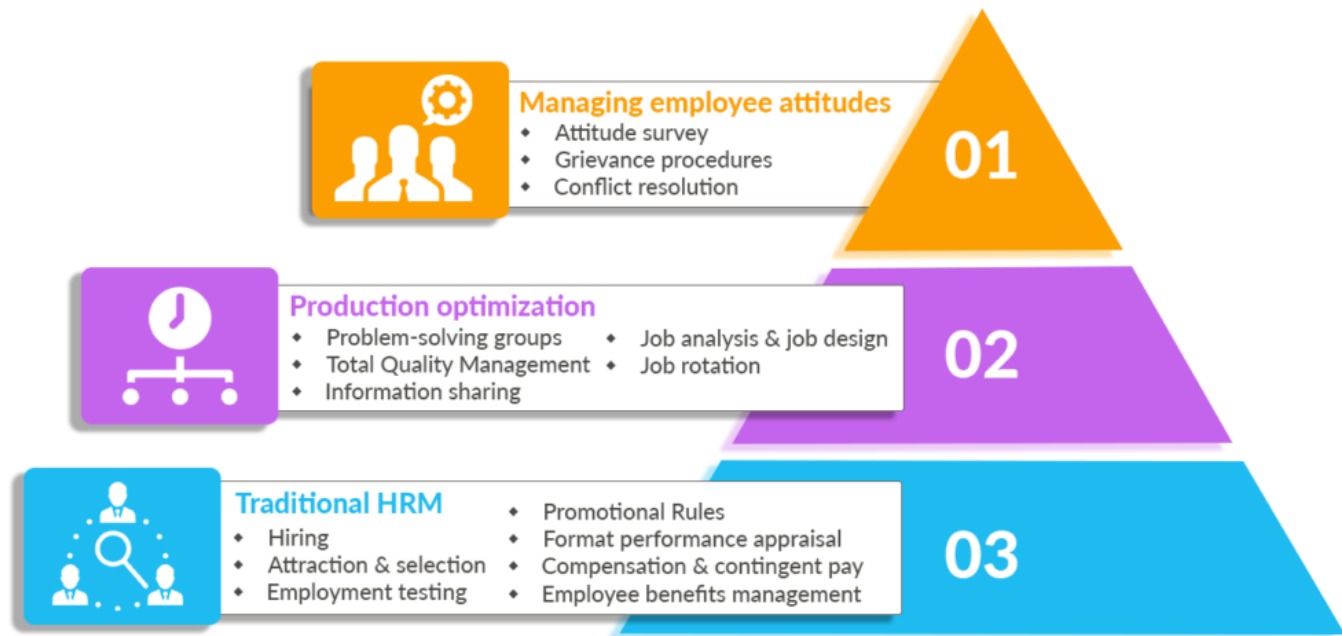 Managing employee attitudes
Attitude survey
Grievance procedures
Conflict resolution
01
Production optimization
Problem-solving groups
Total Quality Management
Information sharing
Job analysis & job design
Job rotation
02
Traditional HRM
Hiring
Attraction & selection
Employment testing
Promotional Rules
Format performance appraisal
Compensation & contingent pay
Employee benefits management
03